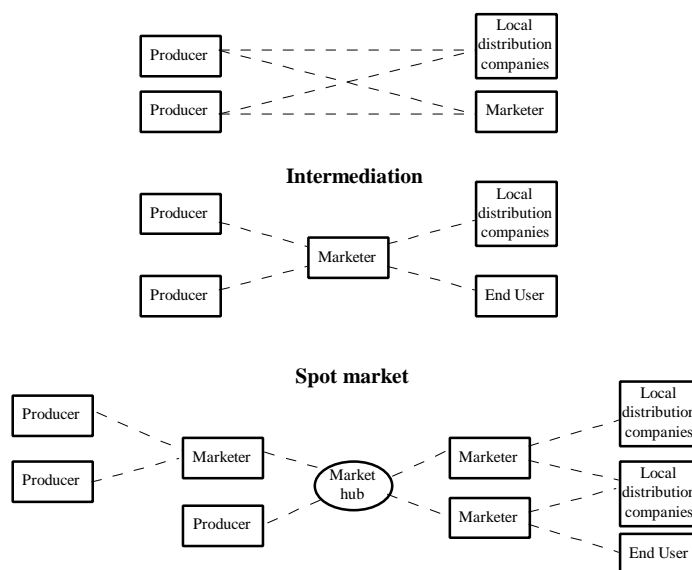 Local
distribution
companies
Producer
Producer
Marketer
Intermediation
Local
distribution
companies
Producer
Marketer
Producer
End User
Spot market
Local
distribution
companies
Producer
Marketer
Marketer
Producer
Market
hub
Local
distribution
companies
Producer
Marketer
End User